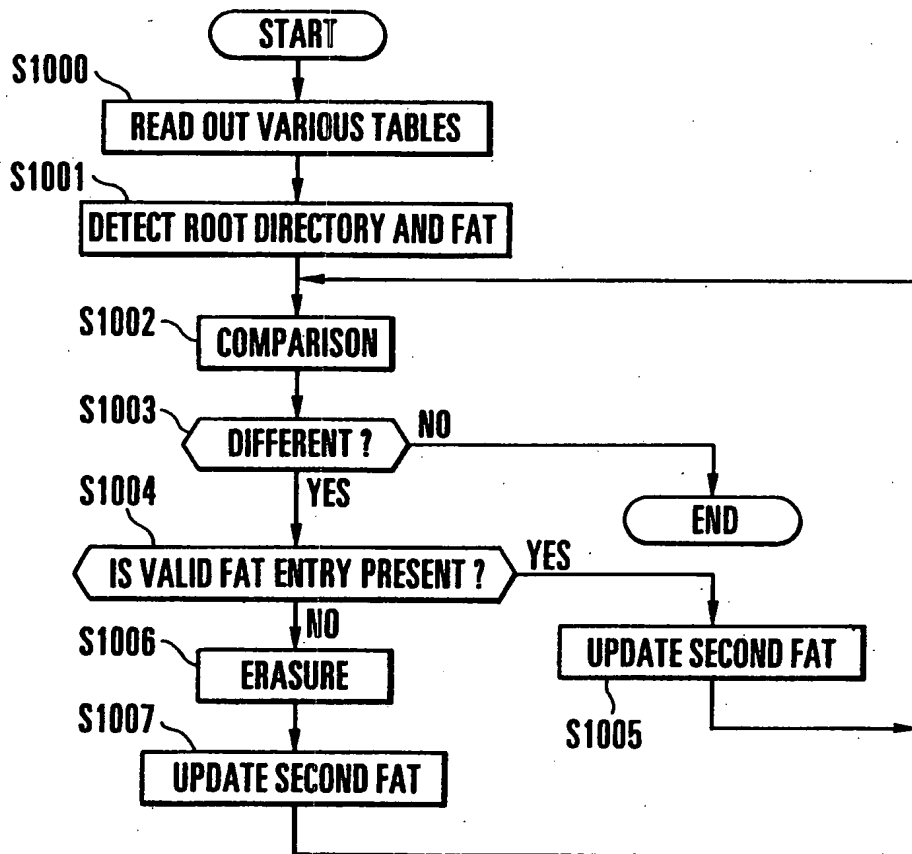 START
S1000
READ OUT VARIOUS TABLES
S1001
DETECT ROOT DIRECTORY AND FAT
S1002
COMPARISON
S1003
DIFFERENT ?
NO
YES
END
S1004
IS VALID FAT ENTRY PRESENT ?
YES
NO
UPDATE SECOND FAT
S1005
S1006
ERASURE
S1007
UPDATE SECOND FAT